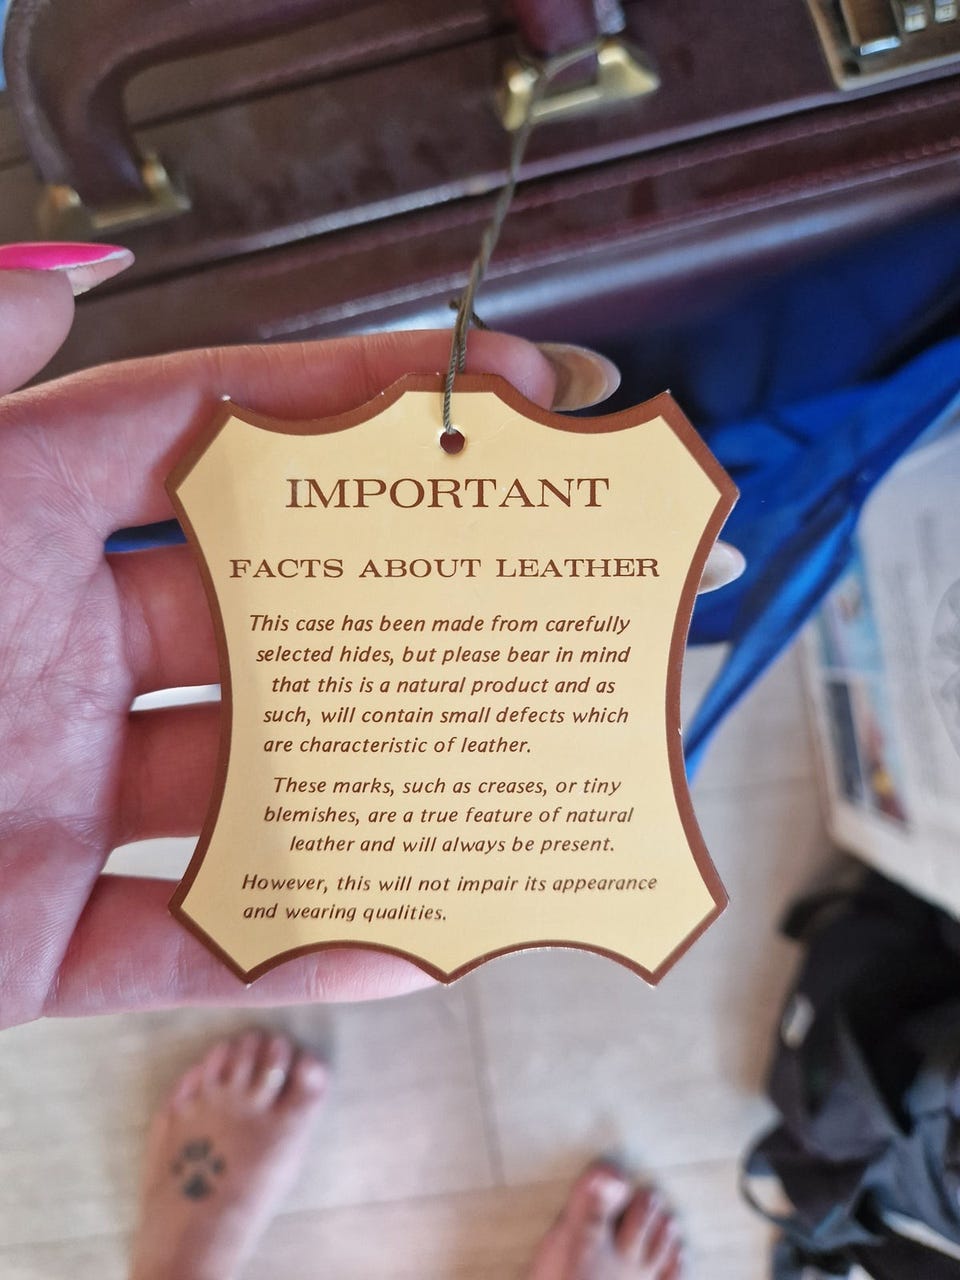 IMPORTANT
FACTS ABOUT LEATHER
This case has been made from carefully
selected hides, but please bear in mind
that this is a natural product and as
such, will contain small defects which
are characteristic of leather.
These marks, such as creases, or tiny
blemishes, are a true feature of natural
leather and will always be present.
However, this will not impair its appearance
and wearing qualities.